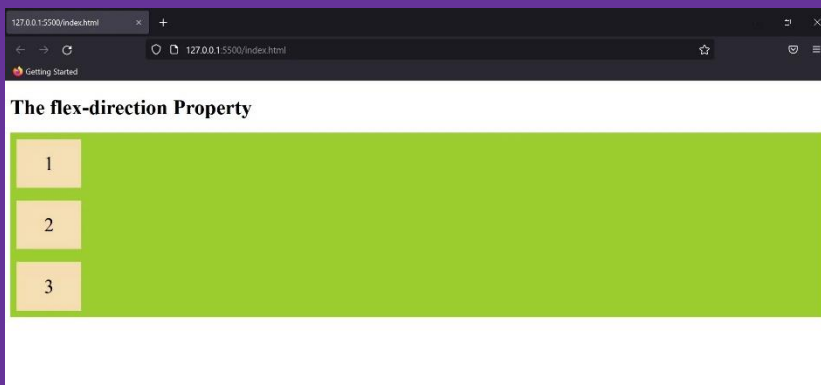 127.0.0.1:5500/index.html
127.0.0.1:5500/index.html
Getting Started
The flex-direction Property
1
2
3